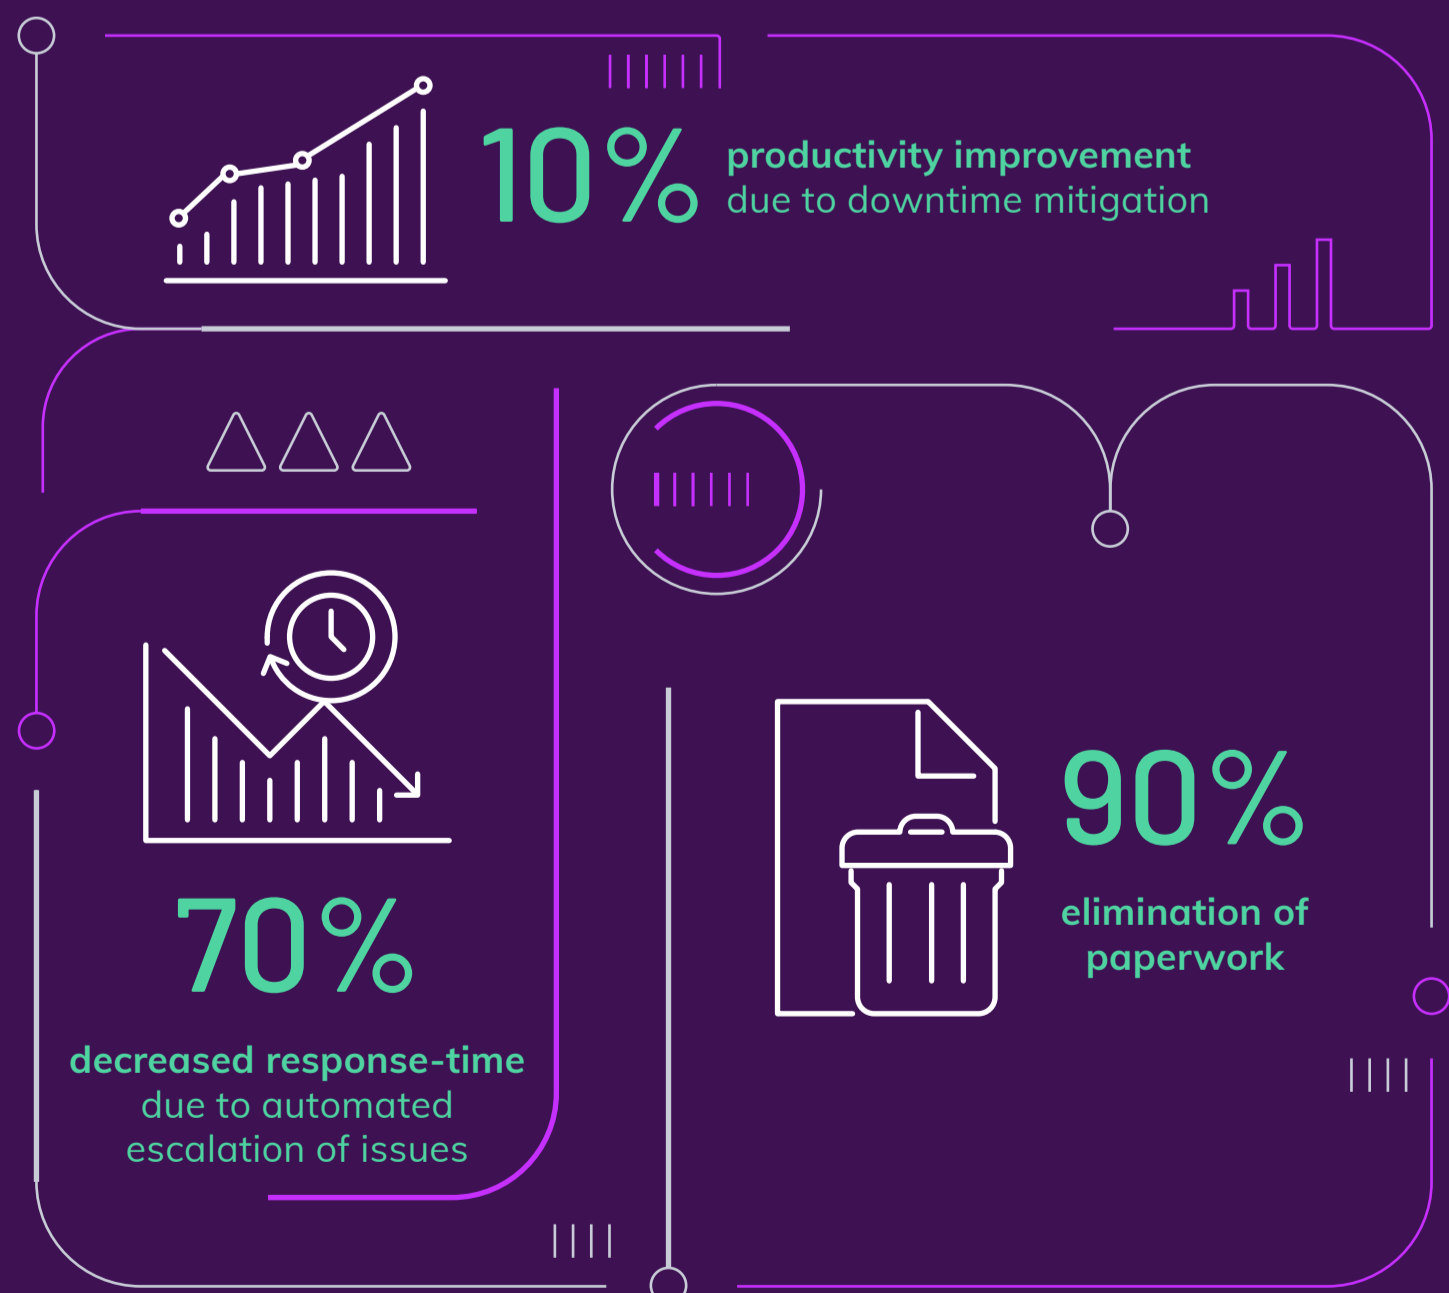 10%
productivity improvement
due to downtime mitigation
70%
decreased response-time
due to automated
escalation of issues
90%
elimination of
paperwork